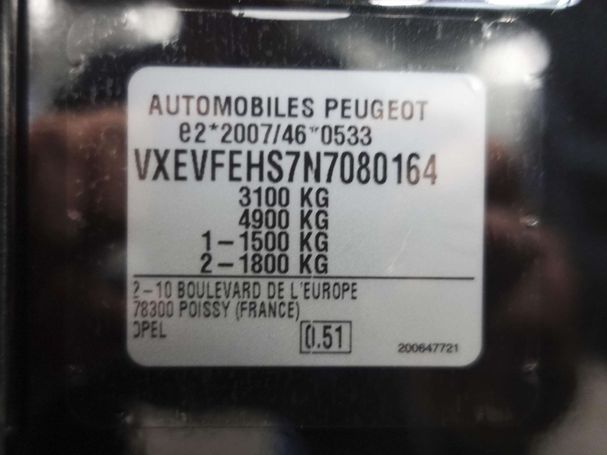 AUTOMOBILES PEUGEOT
e2*2007/46*0533
VXEVFEHS7N7080164
3100 KG
4900 KG
1-1500 KG
2-1800 KG
2-10 BOULEVARD DE L'EUROPE
78300 POISSY (FRANCE)
OPEL
0.51
200647721